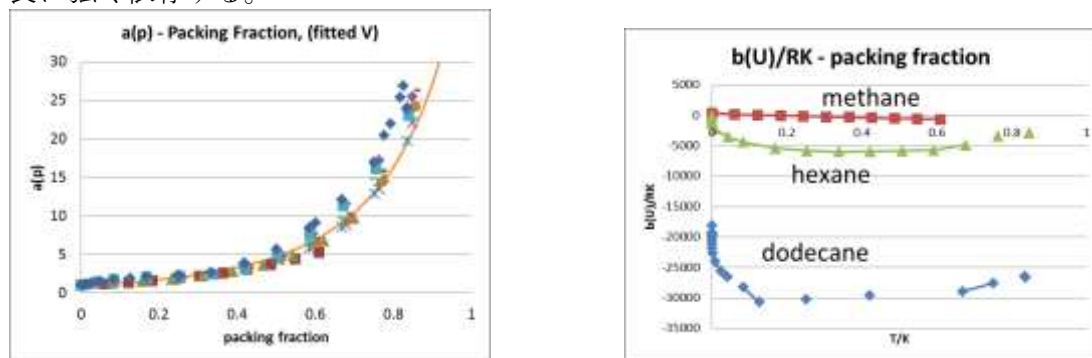 a(p) - Packing Fraction, (fitted V)
30
25
20
15
10
5
0
a(p)
0 0.2 0.4 0.6 0.8 1
packing fraction
b(U)/RK - packing fraction
5000
0
-5000
-10000
-15000
-20000
-25000
-30000
-35000
b(U)/RK
methane
0 0.2 0.4 0.6 0.8 1
hexane
dodecane
T/K